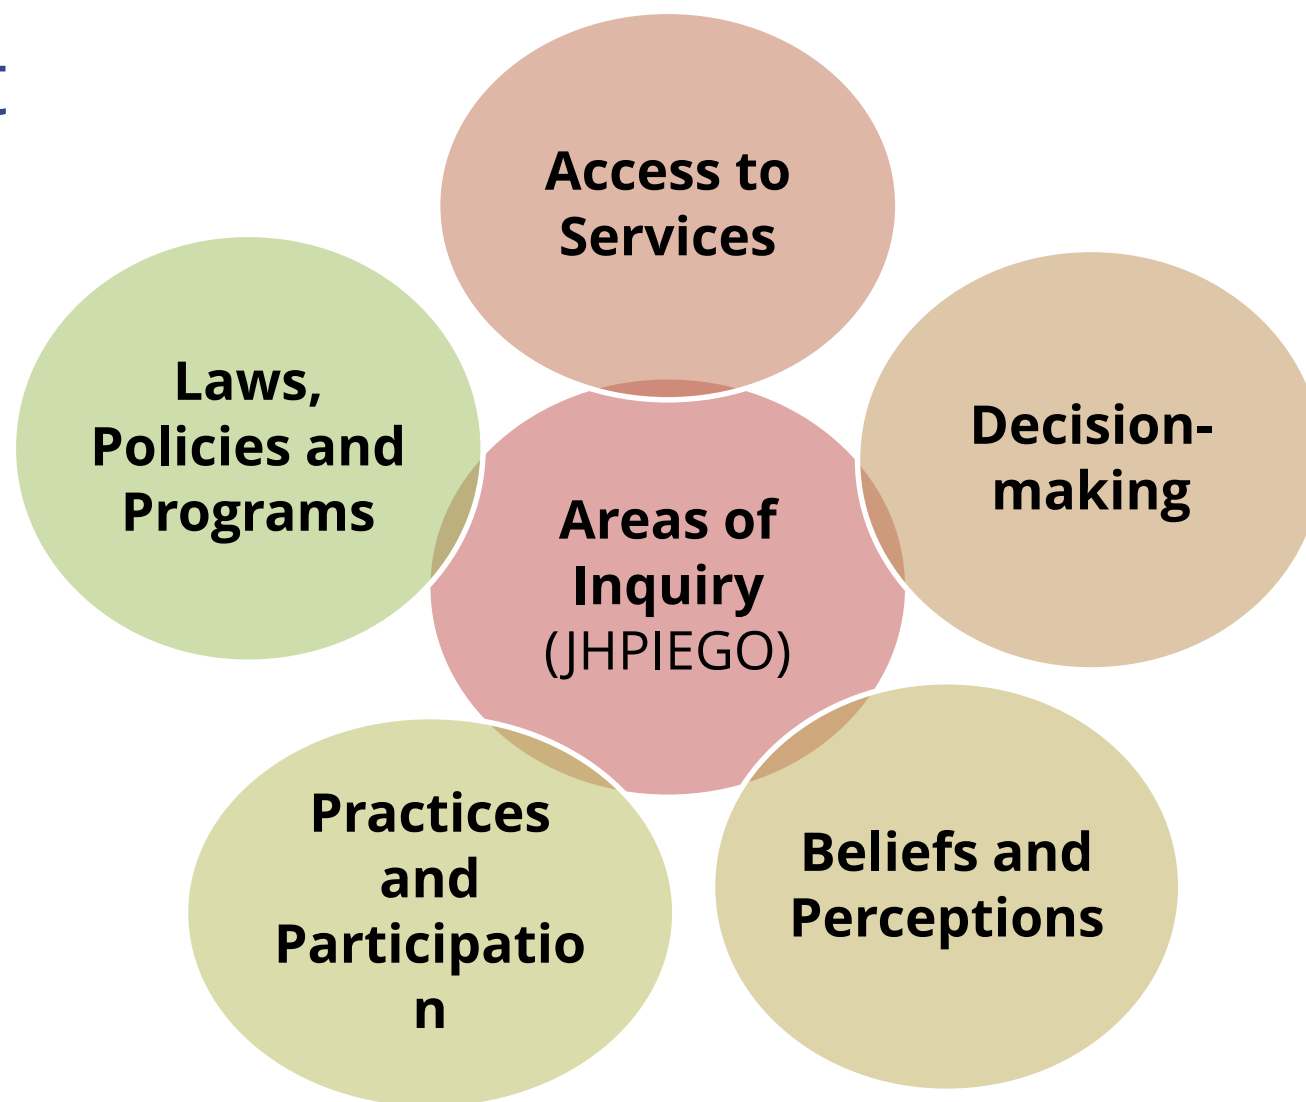 t
Access to
Services
Laws,
Policies and
Programs
Decision-
making
Areas of
Inquiry
(JHPIEGO)
Practices
and
Participatio
n
Beliefs and
Perceptions